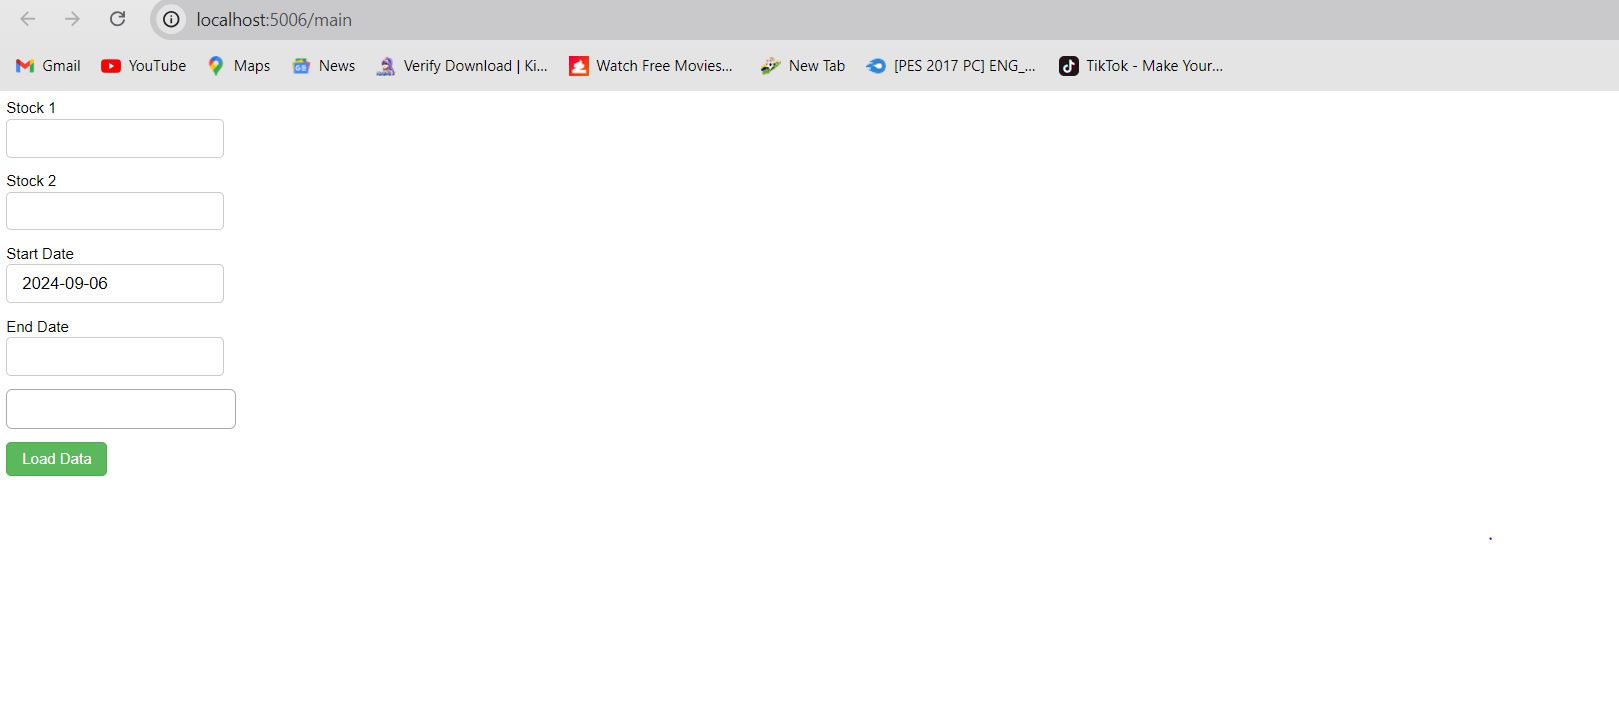 localhost:5006/main
Gmail YouTube Maps News Verify Download | Ki... Watch Free Movies... New Tab [PES 2017 PC] ENG_... TikTok - Make Your...
Stock 1
Stock 2
Start Date
2024-09-06
End Date
Load Data